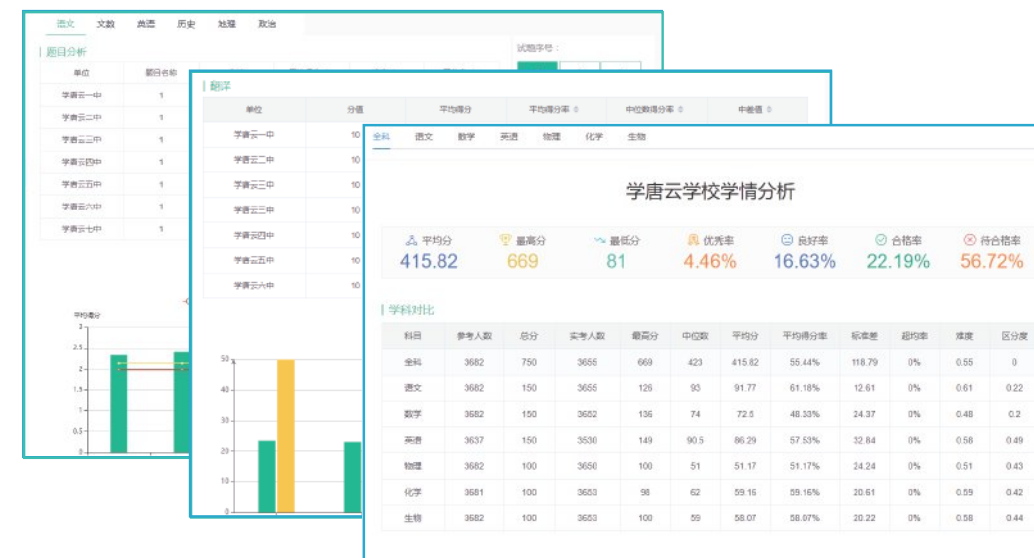 语文 文数 英语 历史 地理 政治
题目分析
试题序号：
单位 题目名称
学唐云一中 1
学唐云二中 1
学唐云三中 1
学唐云四中 1
学唐云五中 1
学唐云六中 1
学唐云七中 1
平均得分
3
2.5
2
1.5
1
0.5
0
翻译
单位 分值 平均得分 平均得分率 中位数得分率 中差值
学唐云一中 10
学唐云二中 10
学唐云三中 10
学唐云三中 10
学唐云四中 10
学唐云五中 10
学唐云六中 10
50
40
30
20
10
0
全科 语文 数学 英语 物理 化学 生物
学唐云学校学情分析
平均分 最高分 最低分 优秀率 良好率 合格率 待合格率
415.82 669 81 4.46% 16.63% 22.19% 56.72%
学科对比
科目 参考人数 总分 实考人数 最高分 中位数 平均分 平均得分率 标准差 超均率 难度 区分度
全科 3682 750 3655 669 423 415.82 55.44% 118.79 0% 0.55 0
语文 3682 150 3655 126 93 91.77 61.18% 12.61 0% 0.61 0.22
数学 3682 150 3652 136 74 72.5 48.33% 24.37 0% 0.48 0.2
英语 3637 150 3530 149 90.5 86.29 57.53% 32.84 0% 0.58 0.49
物理 3682 100 3650 100 51 51.17 51.17% 24.24 0% 0.51 0.43
化学 3681 100 3653 98 62 59.16 59.16% 20.61 0% 0.59 0.42
生物 3682 100 3653 100 59 58.07 58.07% 20.22 0% 0.58 0.44